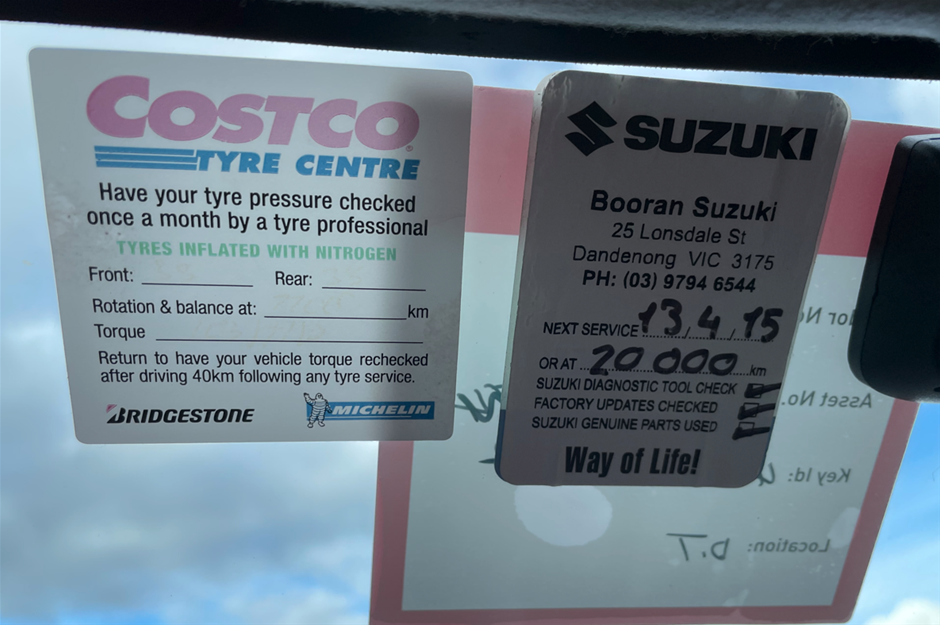 COSTCO
TYRE CENTRE
Have your tyre pressure checked
once a month by a tyre professional
TYRES INFLATED WITH NITROGEN
Front: Rear:
Rotation & balance at: km
Torque
Return to have your vehicle torque rechecked
after driving 40km following any tyre service.
BRIDGESTONE
MICHELIN
SUZUKI
Booran Suzuki
25 Lonsdale St
Dandenong VIC 3175
PH: (03) 9794 6544
NEXT SERVICE 13/4/15
OR AT 20 000 km
SUZUKI DIAGNOSTIC TOOL CHECK
FACTORY UPDATES CHECKED
SUZUKI GENUINE PARTS USED
Way of Life!
Asset No.
Key Id:
Location: D.T